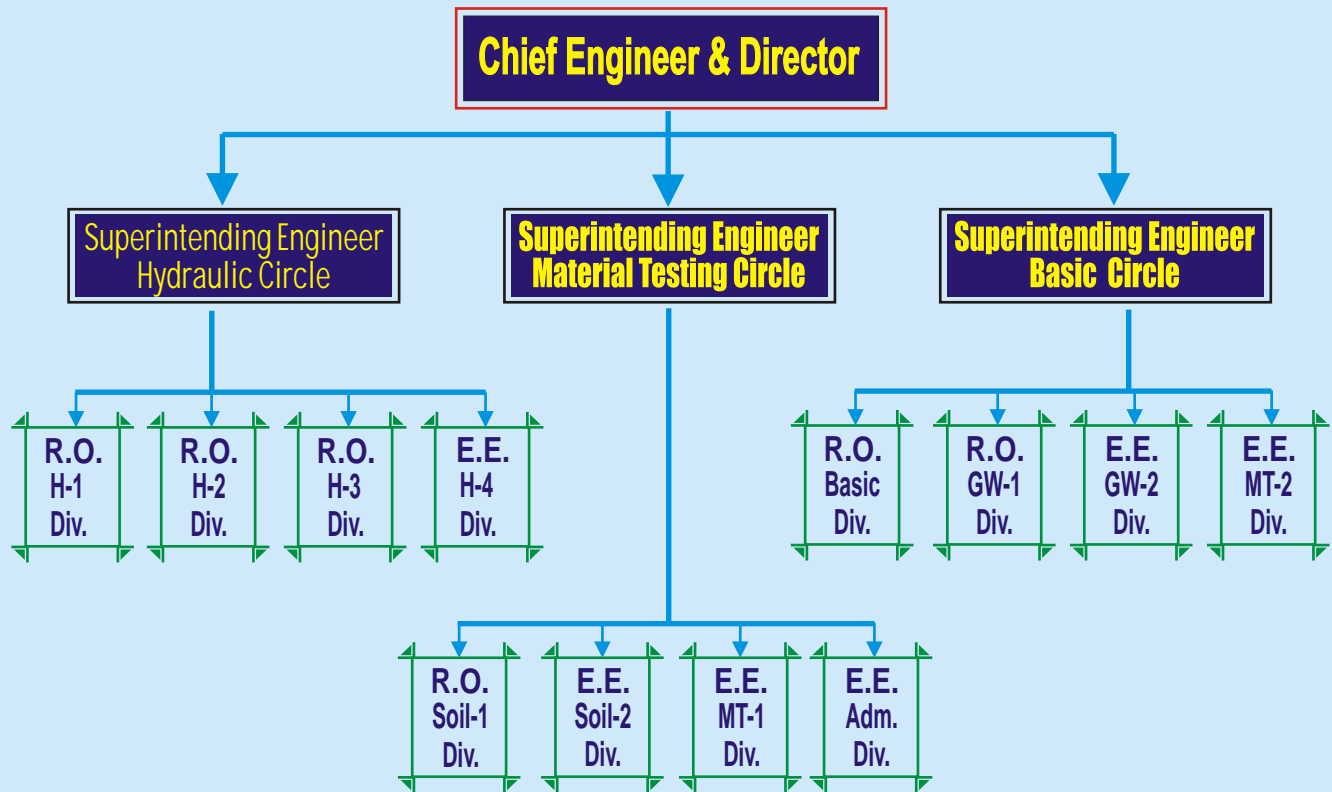 Chief Engineer & Director
Superintending Engineer
Hydraulic Circle
Superintending Engineer
Material Testing Circle
Superintending Engineer
Basic Circle
R.O.
H-1
Div.
R.O.
H-2
Div.
R.O.
H-3
Div.
E.E.
H-4
Div.
R.O.
Basic
Div.
R.O.
GW-1
Div.
E.E.
GW-2
Div.
E.E.
MT-2
Div.
R.O.
Soil-1
Div.
E.E.
Soil-2
Div.
E.E.
MT-1
Div.
E.E.
Adm.
Div.